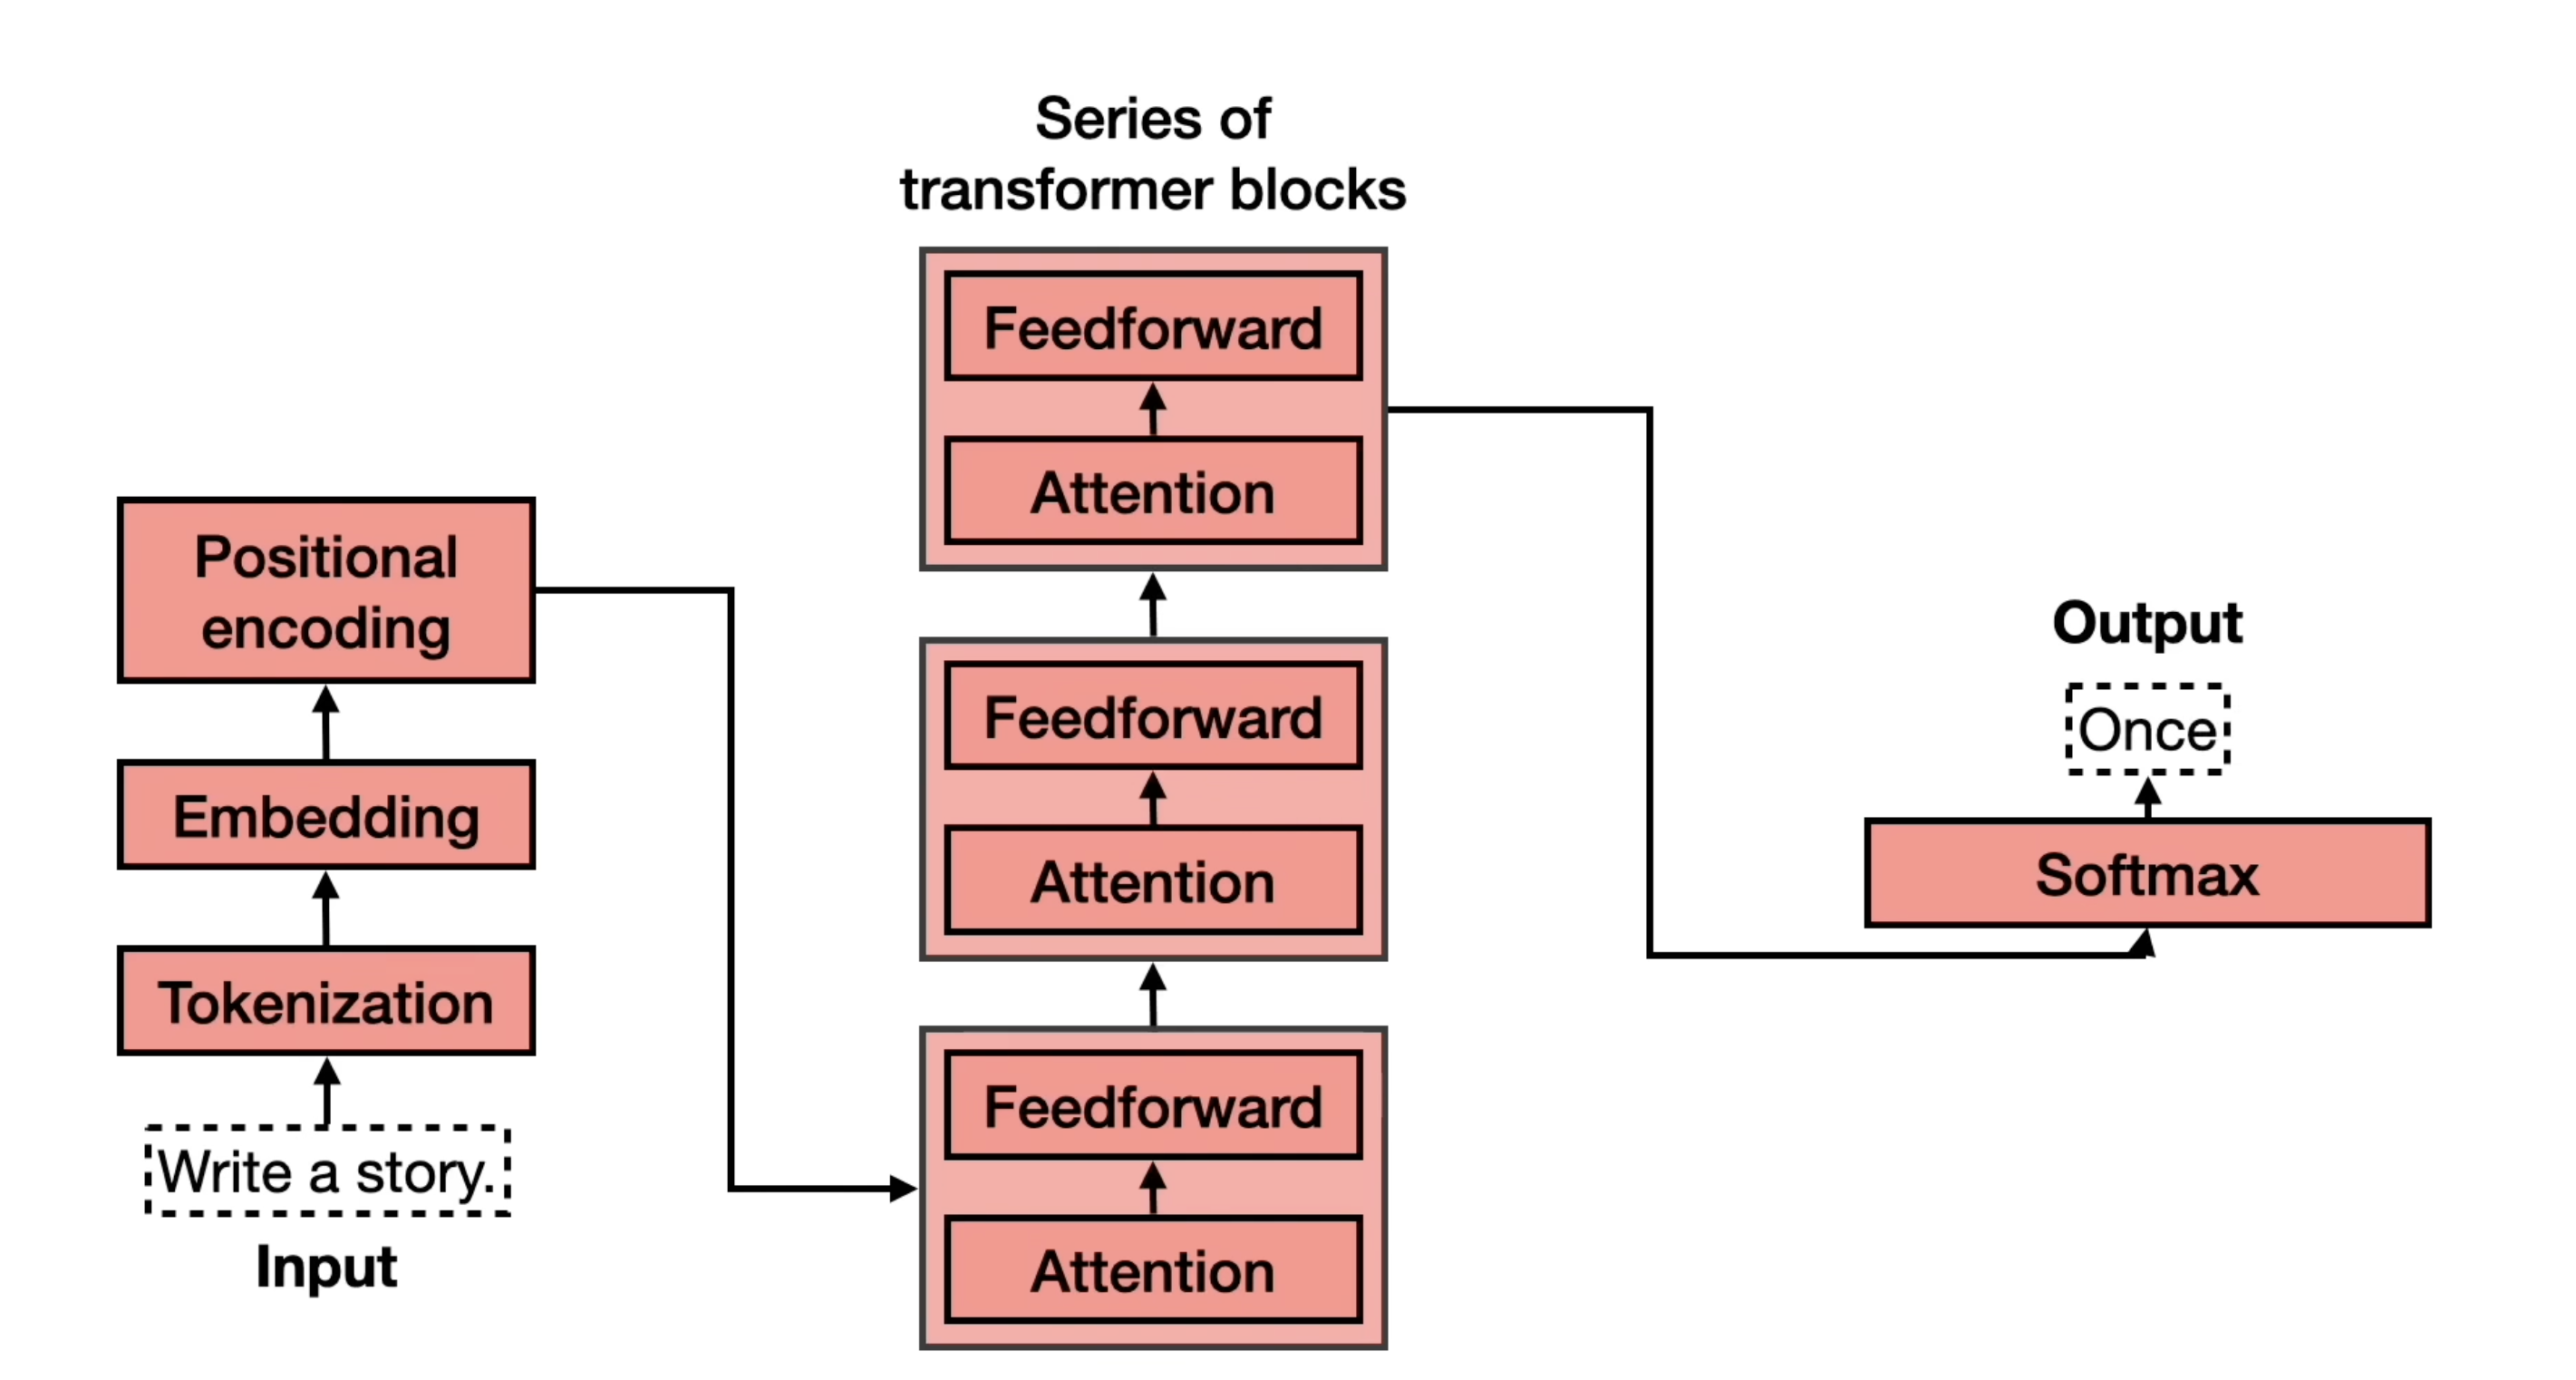 Series of
transformer blocks
Positional
encoding
Embedding
Tokenization
Write a story.
Input
Feedforward
Attention
Feedforward
Attention
Feedforward
Attention
Output
Once
Softmax